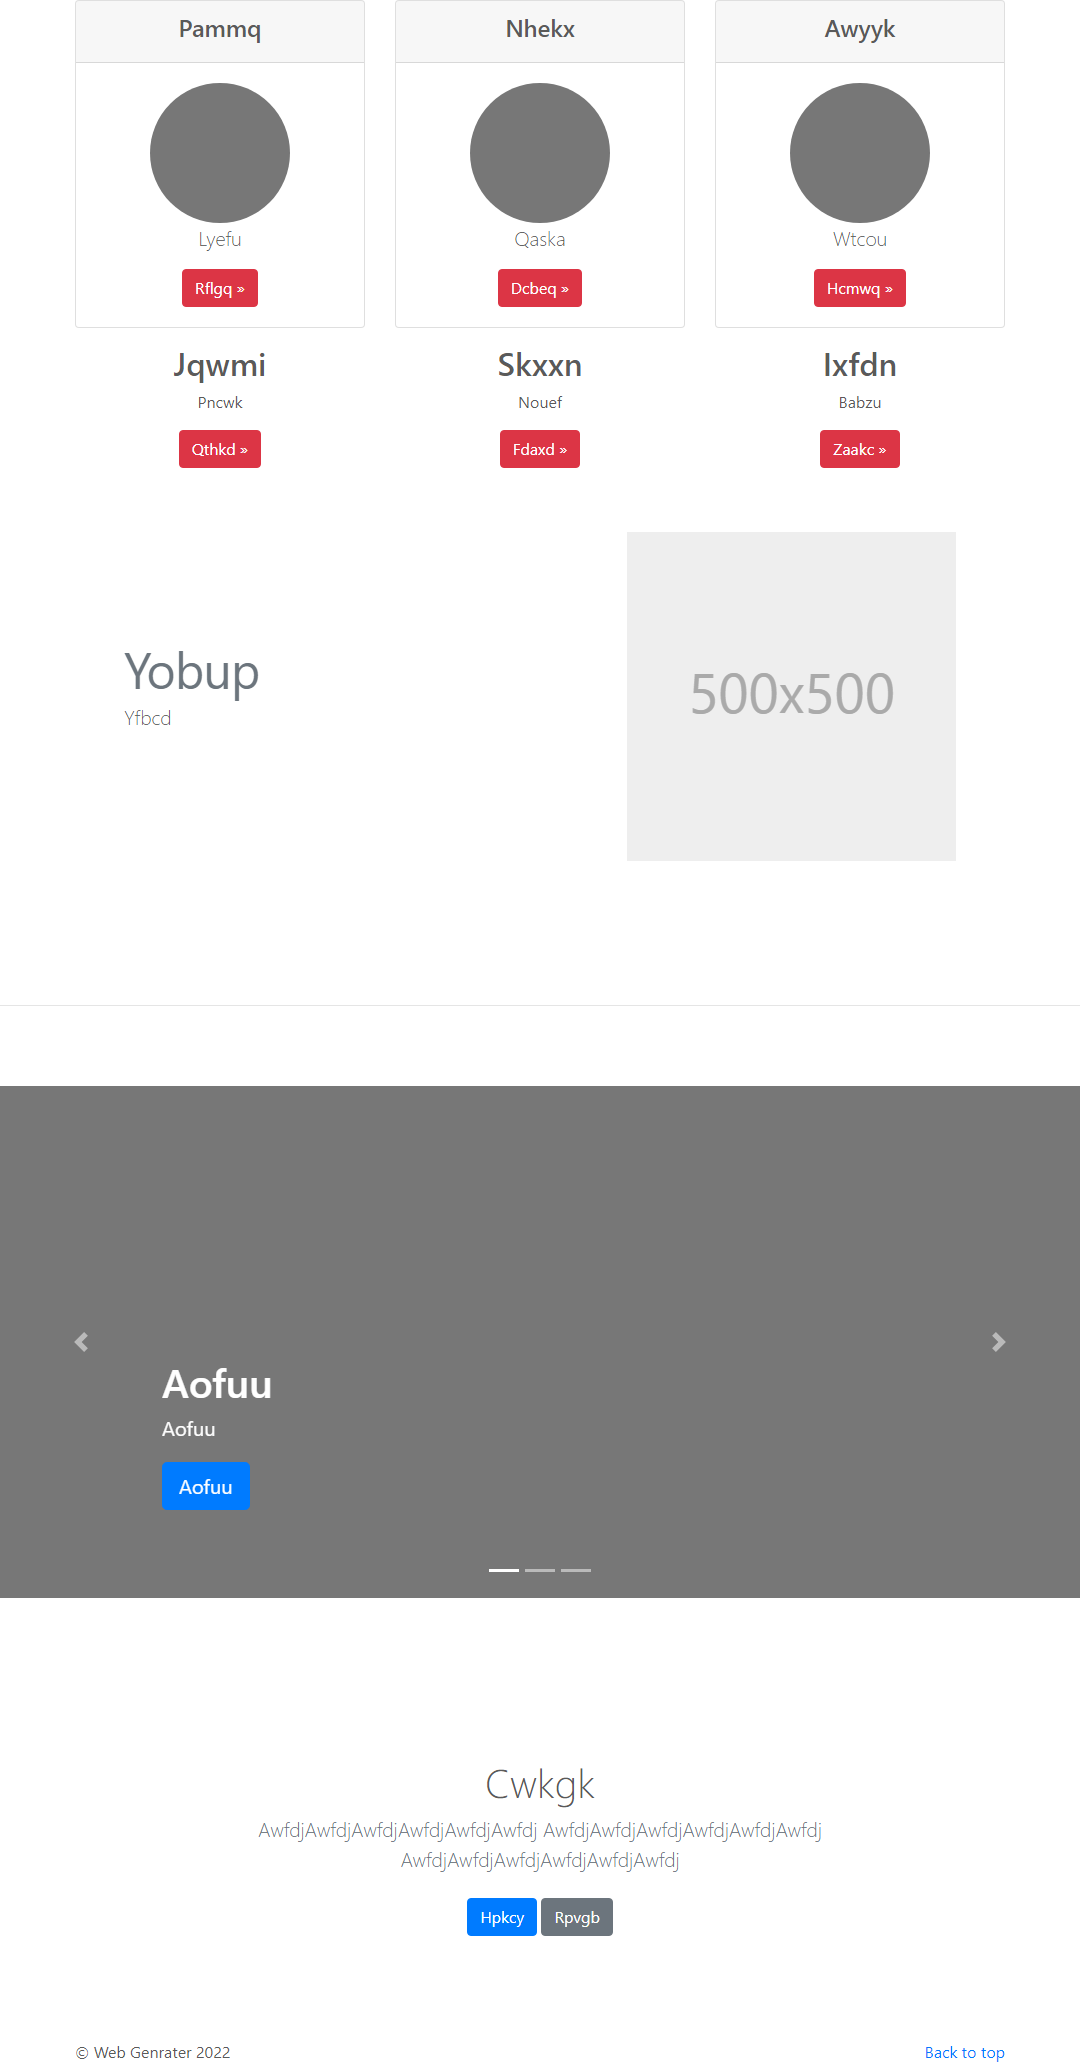 Pammq
Nhekx
Awyyk
Lyefu
Qaska
Wtcou
Rflgq »
Dcbeq »
Hcmwq »
Jqwmi
Skxxn
Ixfdn
Pncwk
Nouef
Babzu
Qthkd »
Fdaxd »
Zaakc »
Yobup
Yfbcd
500x500
Aofuu
Aofuu
Aofuu
Cwkgk
AwfdjAwfdjAwfdjAwfdjAwfdjAwfdj AwfdjAwfdjAwfdjAwfdjAwfdjAwfdj
AwfdjAwfdjAwfdjAwfdjAwfdjAwfdj
Hpkcy Rpvgb
© Web Genrater 2022
Back to top